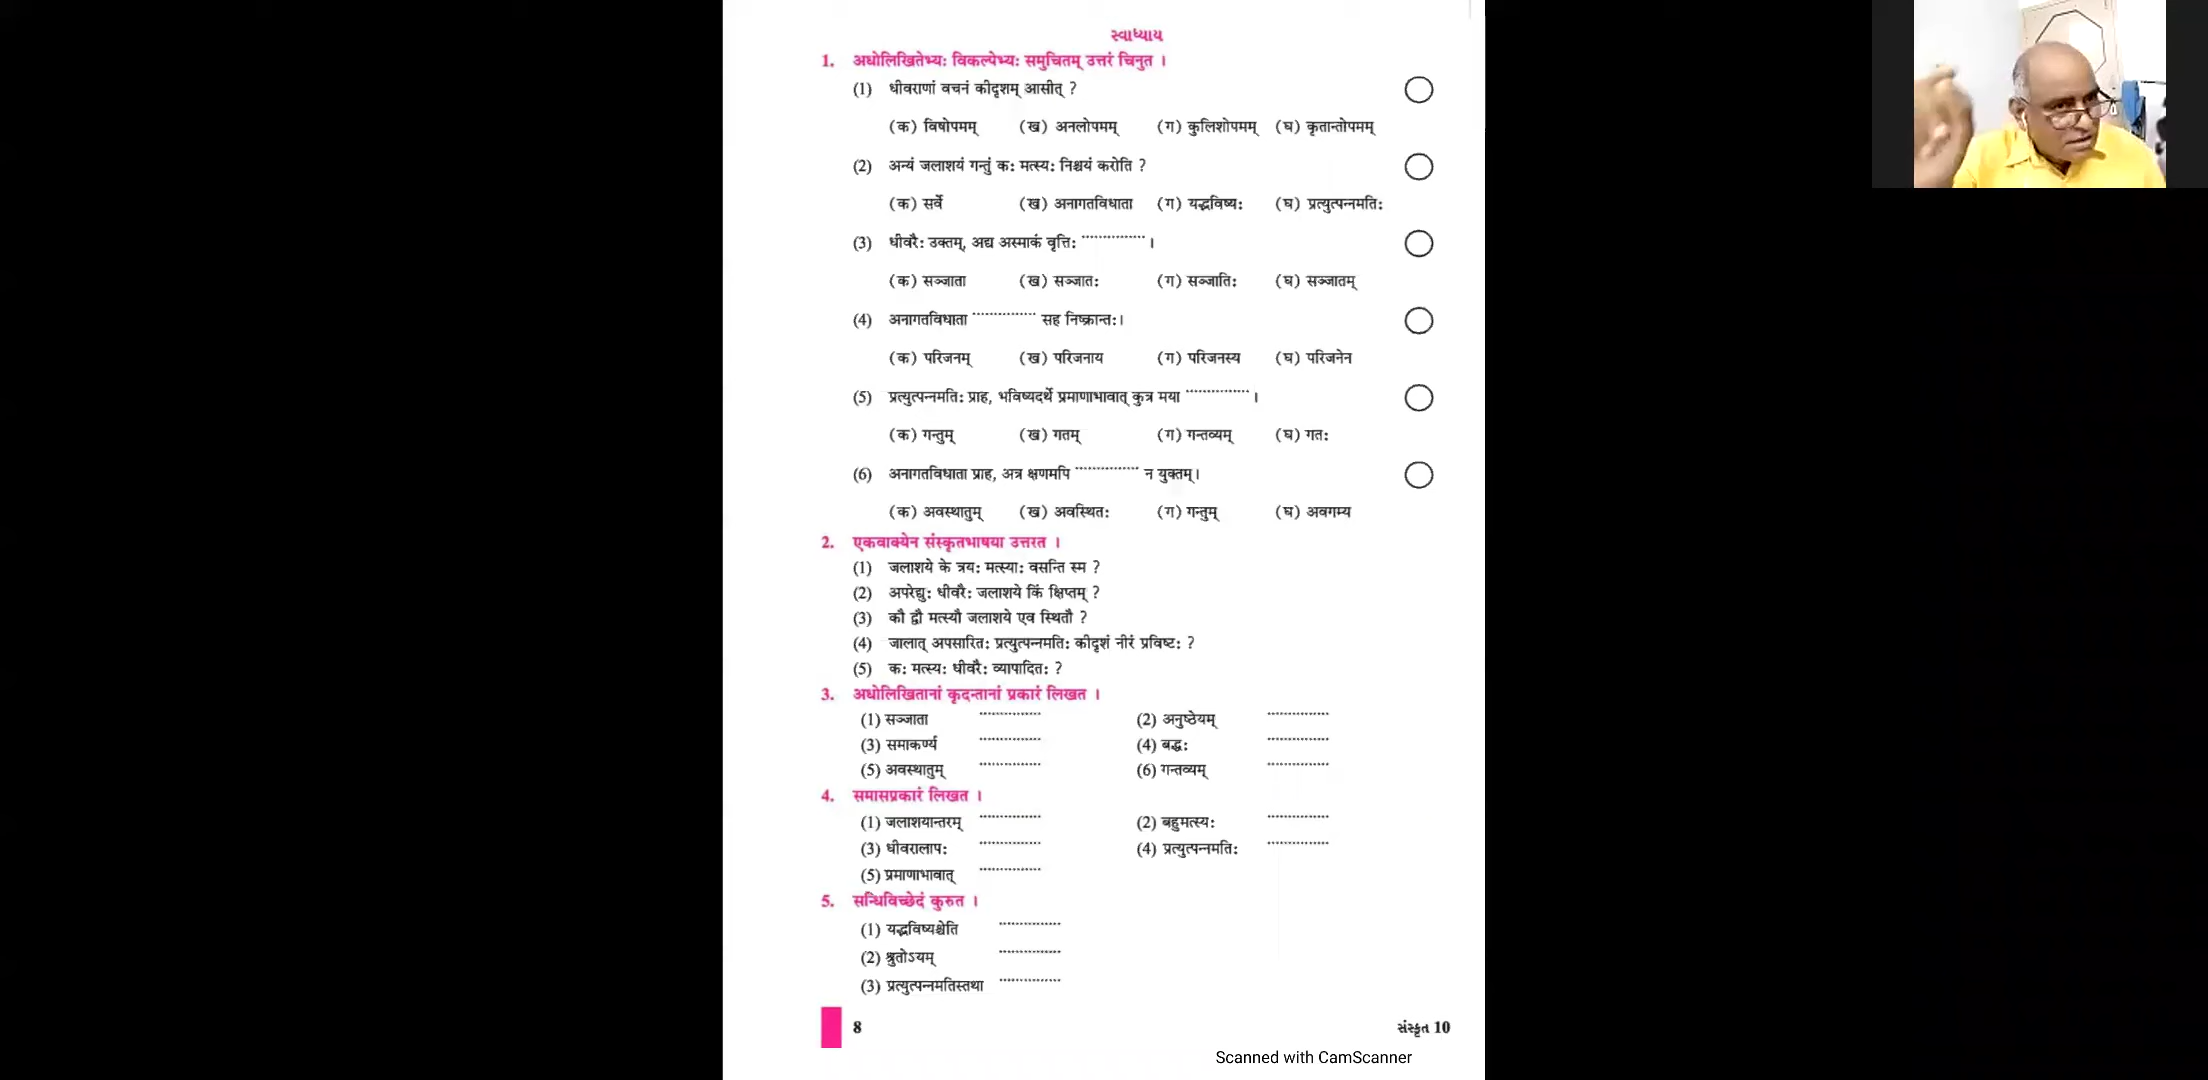 સ્વાધ્યાય
1. अधोलिखितेभ्यः विकल्पेभ्यः समुचितम् उत्तरं चिनुत ।
(1) धीवराणां वचनं कीदृशम् आसीत् ?
(क) विषोपमम् (ख) अनलोपमम् (ग) कुलिशोपमम् (घ) कृतान्तोपमम्
(2) अन्यं जलाशयं गन्तुं कः मत्स्यः निश्चयं करोति ?
(क) सर्वे (ख) अनागतविधाता (ग) यद्भविष्यः (घ) प्रत्युत्पन्नमतिः
(3) धीवरैः उक्तम्, अद्य अस्माकं वृत्तिः ............... ।
(क) सञ्जाता (ख) सञ्जातः (ग) सञ्जातिः (घ) सञ्जातम्
(4) अनागतविधाता ............... सह निष्क्रान्तः।
(क) परिजनम् (ख) परिजनाय (ग) परिजनस्य (घ) परिजनेन
(5) प्रत्युत्पन्नमतिः प्राह, भविष्यदर्थे प्रमाणाभावात् कुत्र मया ............... ।
(क) गन्तुम् (ख) गतम् (ग) गन्तव्यम् (घ) गतः
(6) अनागतविधाता प्राह, अत्र क्षणमपि ............... न युक्तम्।
(क) अवस्थातुम् (ख) अवस्थितः (ग) गन्तुम् (घ) अवगम्य
2. एकवाक्येन संस्कृतभाषया उत्तरत ।
(1) जलाशये के त्रयः मत्स्याः वसन्ति स्म ?
(2) अपरेद्युः धीवरैः जलाशये किं क्षिप्तम् ?
(3) कौ द्वौ मत्स्यौ जलाशये एव स्थितौ ?
(4) जालात् अपसारितः प्रत्युत्पन्नमतिः कीदृशं नीरं प्रविष्टः ?
(5) कः मत्स्यः धीवरैः व्यापादितः ?
3. अधोलिखितानां कृदन्तानां प्रकारं लिखत ।
(1) सञ्जाता ............... (2) अनुष्ठेयम् ...............
(3) समाकर्ण्य ............... (4) बद्धः ...............
(5) अवस्थातुम् ............... (6) गन्तव्यम् ...............
4. समासप्रकारं लिखत ।
(1) जलाशयान्तरम् ............... (2) बहुमत्स्यः ...............
(3) धीवरालापः ............... (4) प्रत्युत्पन्नमतिः ...............
(5) प्रमाणाभावात् ...............
5. सन्धिविच्छेदं कुरुत ।
(1) यद्भविष्यश्चेति ...............
(2) श्रुतोऽयम् ...............
(3) प्रत्युत्पन्नमतिस्तथा ...............
8 સંસ્કૃત 10
Scanned with CamScanner